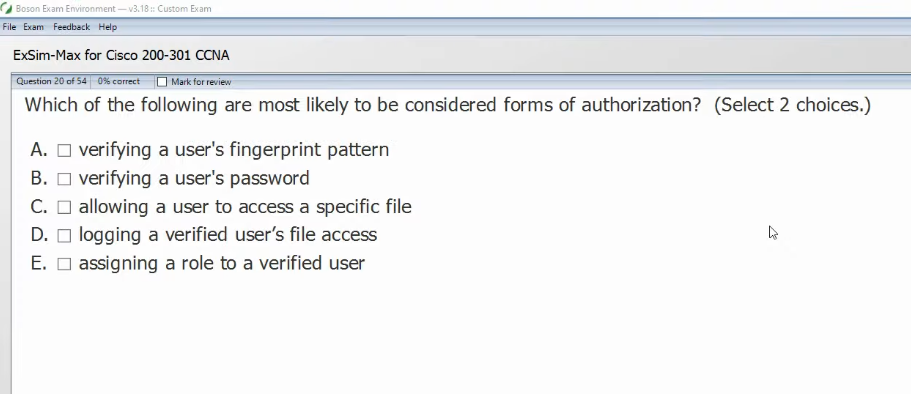 Boson Exam Environment — v3.18 :: Custom Exam
File Exam Feedback Help
ExSim-Max for Cisco 200-301 CCNA
Question 20 of 54 0% correct Mark for review
Which of the following are most likely to be considered forms of authorization? (Select 2 choices.)
A. verifying a user's fingerprint pattern
B. verifying a user's password
C. allowing a user to access a specific file
D. logging a verified user’s file access
E. assigning a role to a verified user